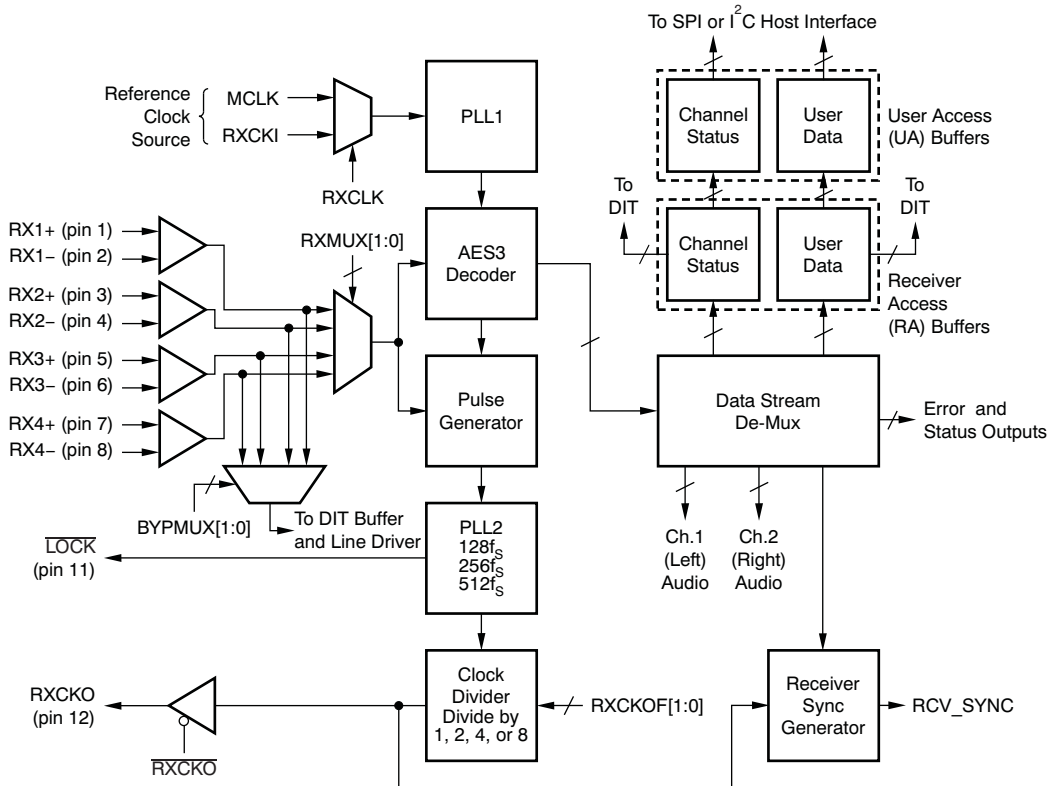 To SPI or I²C Host Interface
Reference
Clock
Source
MCLK
RXCKI
PLL1
RXCLK
Channel
Status
User
Data
User Access
(UA) Buffers
To
DIT
To
DIT
Channel
Status
User
Data
Receiver
Access
(RA) Buffers
RX1+ (pin 1)
RX1− (pin 2)
RX2+ (pin 3)
RX2− (pin 4)
RX3+ (pin 5)
RX3− (pin 6)
RX4+ (pin 7)
RX4− (pin 8)
RXMUX[1:0]
AES3
Decoder
Pulse
Generator
Data Stream
De-Mux
Error and
Status Outputs
BYPMUX[1:0]
To DIT Buffer
and Line Driver
LOCK
(pin 11)
PLL2
128fS
256fS
512fS
Ch.1
(Left)
Audio
Ch.2
(Right)
Audio
RXCKO
(pin 12)
RXCKO
Clock
Divider
Divide by
1, 2, 4, or 8
RXCKOF[1:0]
Receiver
Sync
Generator
RCV_SYNC